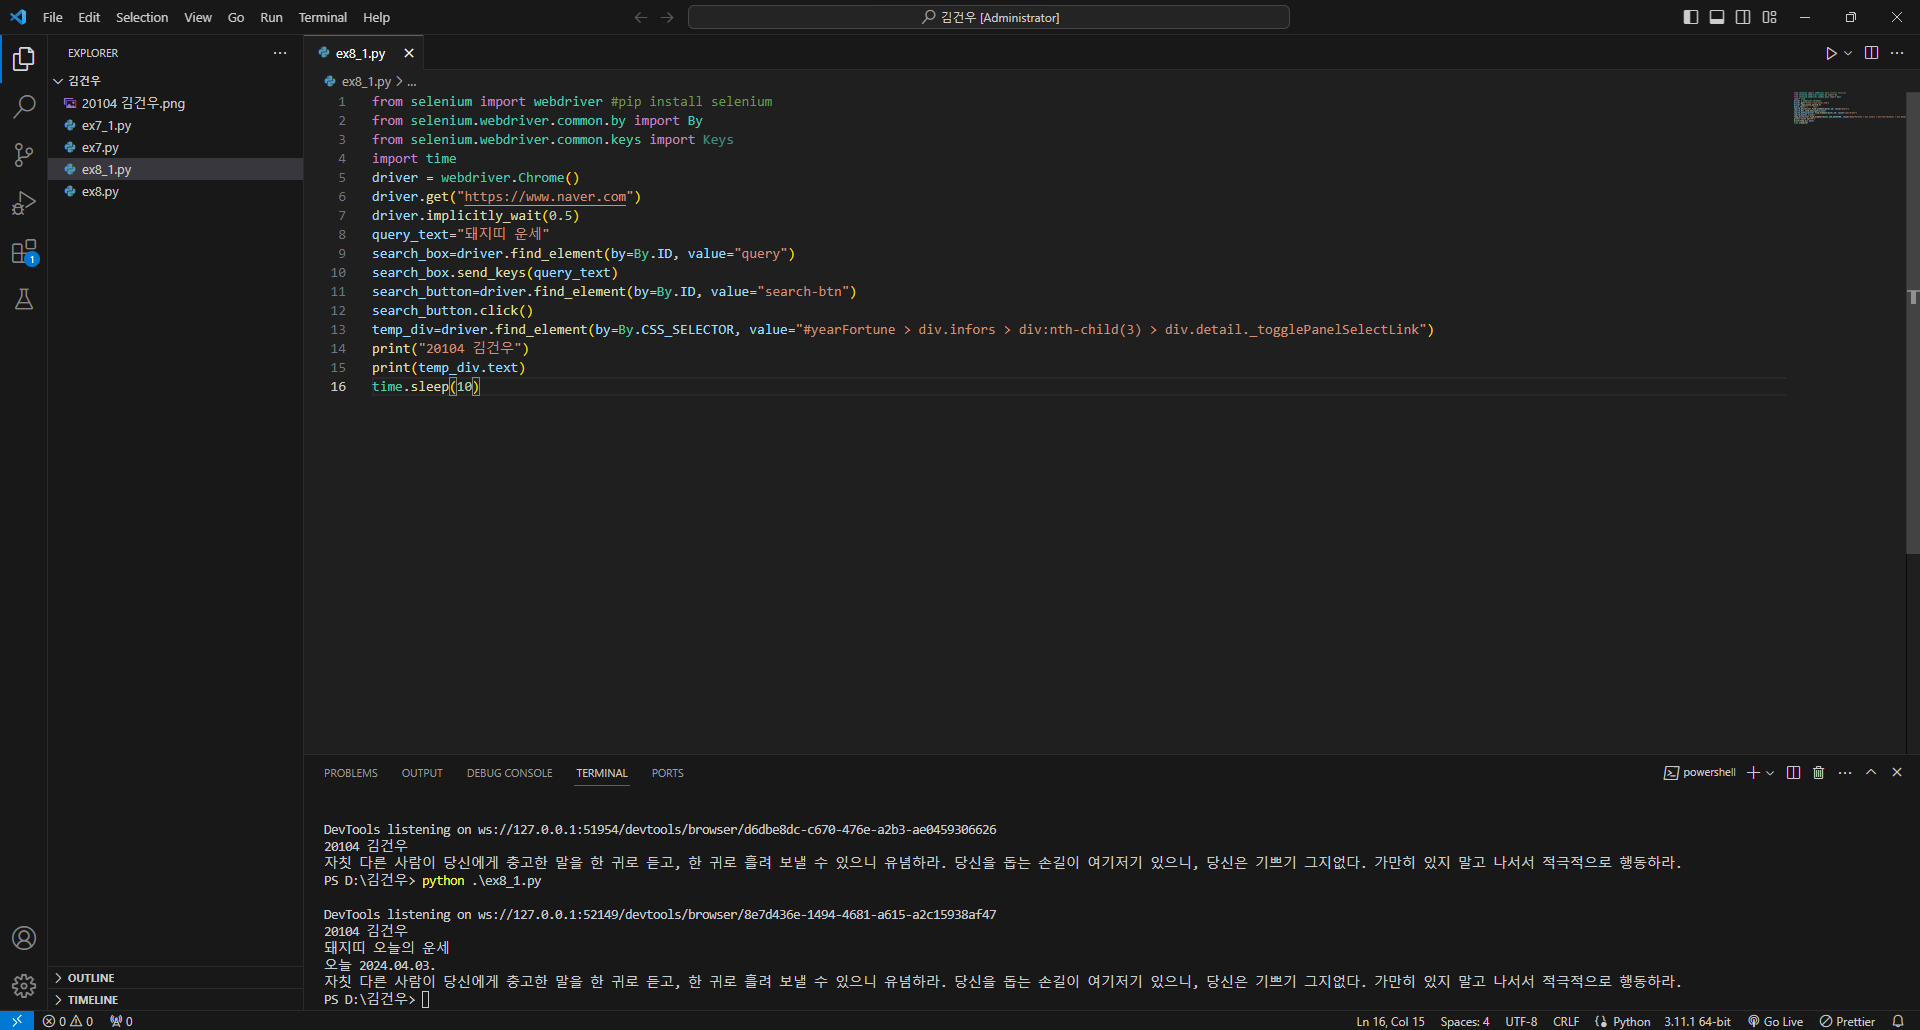 File Edit Selection View Go Run Terminal Help
김건우 [Administrator]
EXPLORER
김건우
20104 김건우.png
ex7_1.py
ex7.py
ex8_1.py
ex8.py
OUTLINE
TIMELINE
ex8_1.py
ex8_1.py > ...
1 from selenium import webdriver #pip install selenium
2 from selenium.webdriver.common.by import By
3 from selenium.webdriver.common.keys import Keys
4 import time
5 driver = webdriver.Chrome()
6 driver.get("https://www.naver.com")
7 driver.implicitly_wait(0.5)
8 query_text="돼지띠 운세"
9 search_box=driver.find_element(by=By.ID, value="query")
10 search_box.send_keys(query_text)
11 search_button=driver.find_element(by=By.ID, value="search-btn")
12 search_button.click()
13 temp_div=driver.find_element(by=By.CSS_SELECTOR, value="#yearFortune > div.infors > div:nth-child(3) > div.detail._togglePanelSelectLink")
14 print("20104 김건우")
15 print(temp_div.text)
16 time.sleep(10)
PROBLEMS OUTPUT DEBUG CONSOLE TERMINAL PORTS
powershell
DevTools listening on ws://127.0.0.1:51954/devtools/browser/d6dbe8dc-c670-476e-a2b3-ae0459306626
20104 김건우
자칫 다른 사람이 당신에게 충고한 말을 한 귀로 듣고, 한 귀로 흘려 보낼 수 있으니 유념하라. 당신을 돕는 손길이 여기저기 있으니, 당신은 기쁘기 그지없다. 가만히 있지 말고 나서서 적극적으로 행동하라.
PS D:\김건우> python .\ex8_1.py
DevTools listening on ws://127.0.0.1:52149/devtools/browser/8e7d436e-1494-4681-a615-a2c15938af47
20104 김건우
돼지띠 오늘의 운세
오늘 2024.04.03.
자칫 다른 사람이 당신에게 충고한 말을 한 귀로 듣고, 한 귀로 흘려 보낼 수 있으니 유념하라. 당신을 돕는 손길이 여기저기 있으니, 당신은 기쁘기 그지없다. 가만히 있지 말고 나서서 적극적으로 행동하라.
PS D:\김건우>
1
0 0 0
Ln 16, Col 15 Spaces: 4 UTF-8 CRLF Python 3.11.1 64-bit Go Live Prettier